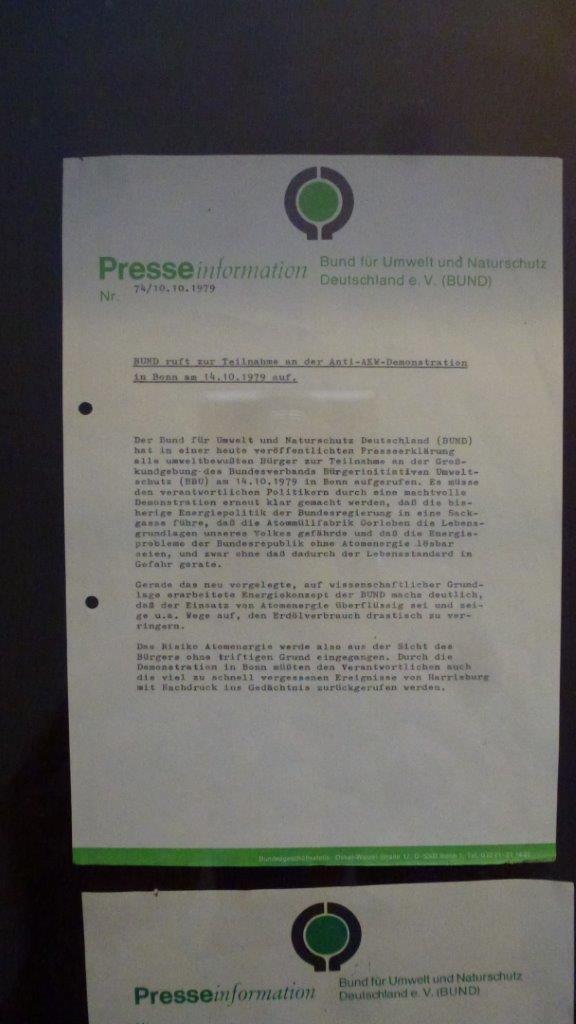 Presseinformation
Bund für Umwelt und Naturschutz
Deutschland e. V. (BUND)
Nr. 74/10.10.1979
BUND ruft zur Teilnahme an der Anti-AKW-Demonstration
in Bonn am 14.10.1979 auf.
Der Bund für Umwelt und Naturschutz Deutschland (BUND)
hat in einer heute veröffentlichten Presseerklärung
alle umweltbewußten Bürger zur Teilnahme an der Groß-
kundgebung des Bundesverbands Bürgerinitiativen Umwelt-
schutz (BBU) am 14.10.1979 in Bonn aufgerufen. Es müsse
den verantwortlichen Politikern durch eine machtvolle
Demonstration erneut klar gemacht werden, daß die bis-
herige Energiepolitik der Bundesregierung in eine Sack-
gasse führe, daß die Atommüllfabrik Gorleben die Lebens-
grundlagen unseres Volkes gefährde und daß die Energie-
probleme der Bundesrepublik ohne Atomenergie lösbar
seien, und zwar ohne daß dadurch der Lebensstandard in
Gefahr gerate.
Gerade das neu vorgelegte, auf wissenschaftlicher Grund-
lage erarbeitete Energiekonzept der BUND mache deutlich,
daß der Einsatz von Atomenergie überflüssig sei und zei-
ge u.a. Wege auf, den Erdölverbrauch drastisch zu ver-
ringern.
Das Risiko Atomenergie werde also aus der Sicht des
Bürgers ohne triftigen Grund eingegangen. Durch die
Demonstration in Bonn müßten den Verantwortlichen auch
die viel zu schnell vergessenen Ereignisse von Harrisburg
mit Nachdruck ins Gedächtnis zurückgerufen werden.
Bundesgeschäftsstelle
Presseinformation
Bund für Umwelt und Naturschutz
Deutschland e. V. (BUND)